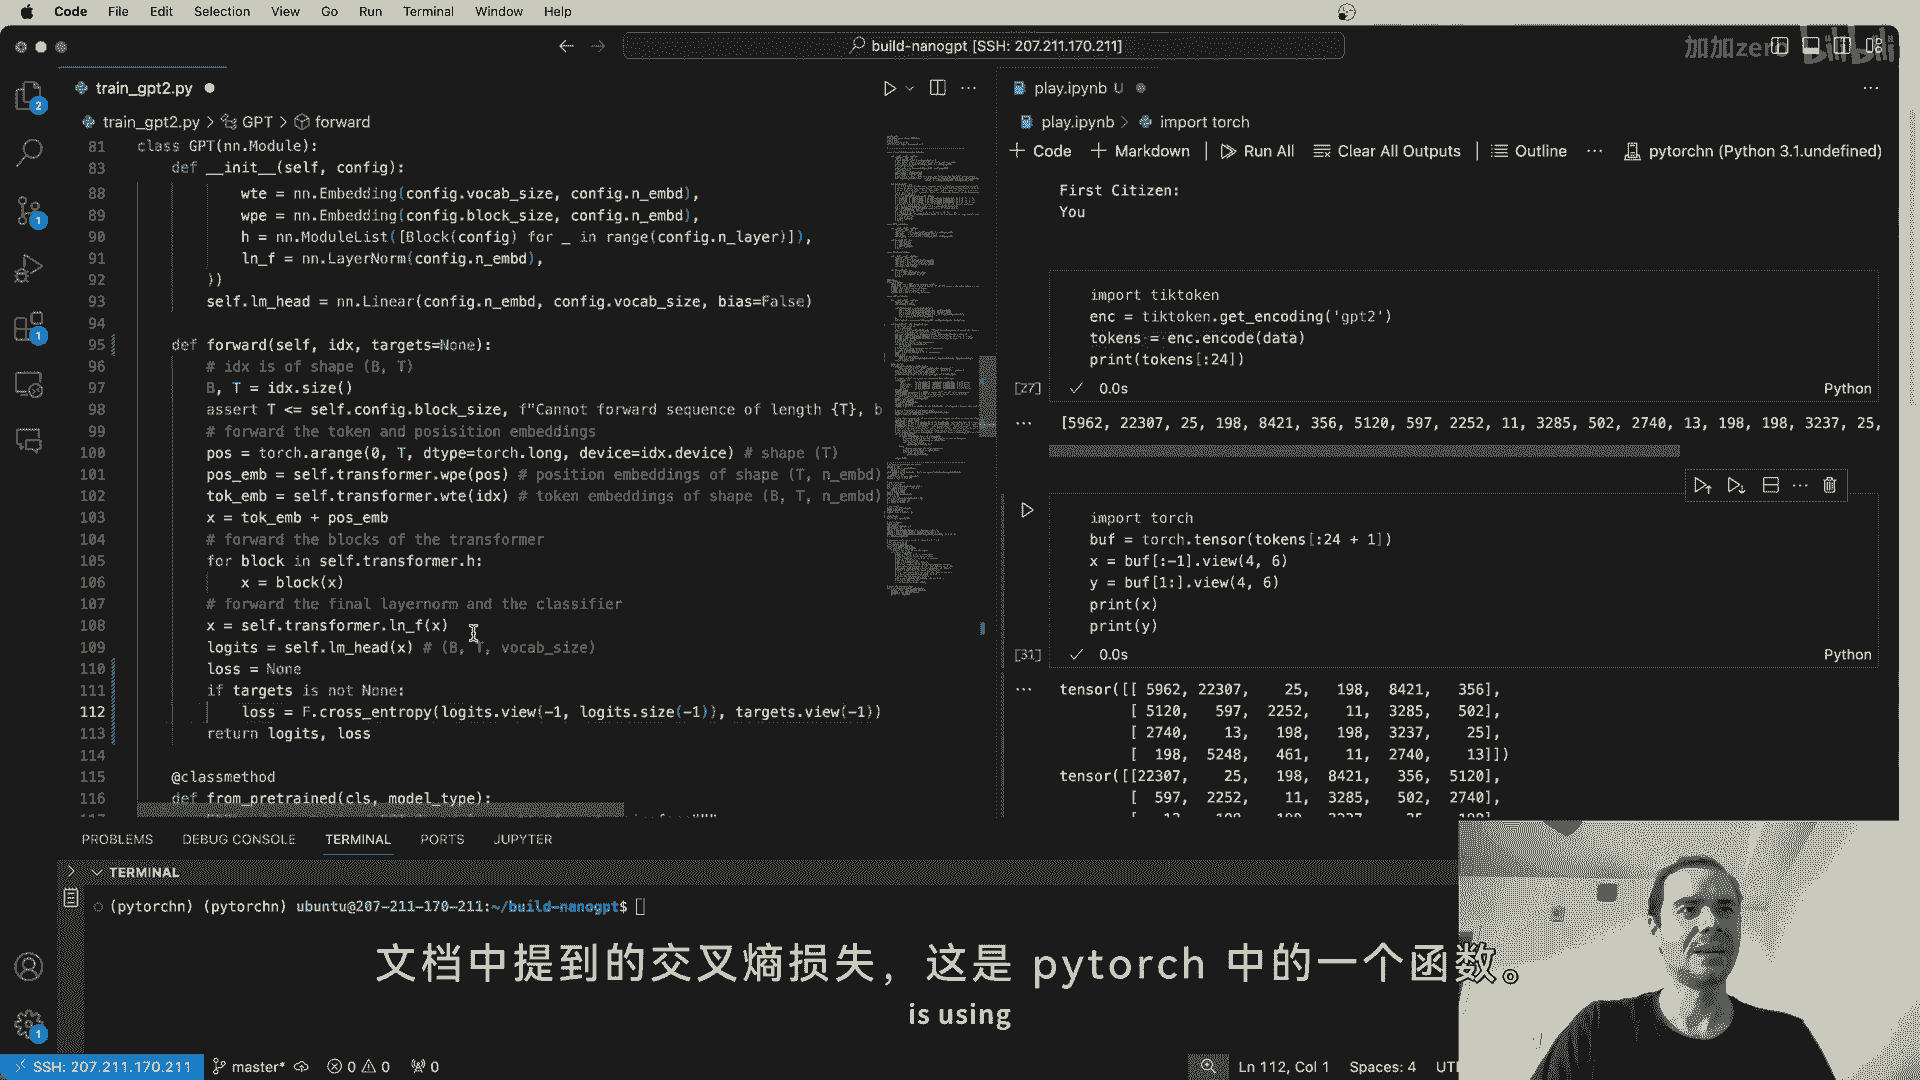 Code File Edit Selection View Go Run Terminal Window Help
build-nanogpt [SSH: 207.211.170.211]
加加zero bilibili
train_gpt2.py
train_gpt2.py > GPT > forward
81 class GPT(nn.Module):
83 def __init__(self, config):
88 wte = nn.Embedding(config.vocab_size, config.n_embd),
89 wpe = nn.Embedding(config.block_size, config.n_embd),
90 h = nn.ModuleList([Block(config) for _ in range(config.n_layer)]),
91 ln_f = nn.LayerNorm(config.n_embd),
92 ))
93 self.lm_head = nn.Linear(config.n_embd, config.vocab_size, bias=False)
94
95 def forward(self, idx, targets=None):
96 # idx is of shape (B, T)
97 B, T = idx.size()
98 assert T <= self.config.block_size, f"Cannot forward sequence of length {T}, b
99 # forward the token and posisition embeddings
100 pos = torch.arange(0, T, dtype=torch.long, device=idx.device) # shape (T)
101 pos_emb = self.transformer.wpe(pos) # position embeddings of shape (T, n_embd)
102 tok_emb = self.transformer.wte(idx) # token embeddings of shape (B, T, n_embd)
103 x = tok_emb + pos_emb
104 # forward the blocks of the transformer
105 for block in self.transformer.h:
106 x = block(x)
107 # forward the final layernorm and the classifier
108 x = self.transformer.ln_f(x)
109 logits = self.lm_head(x) # (B, T, vocab_size)
110 loss = None
111 if targets is not None:
112 loss = F.cross_entropy(logits.view(-1, logits.size(-1)), targets.view(-1))
113 return logits, loss
114
115 @classmethod
116 def from_pretrained(cls, model_type):
play.ipynb U
play.ipynb > import torch
+ Code + Markdown Run All Clear All Outputs Outline ··· pytorchn (Python 3.1.undefined)
First Citizen:
You
import tiktoken
enc = tiktoken.get_encoding('gpt2')
tokens = enc.encode(data)
print(tokens[:24])
[27] 0.0s Python
[5962, 22307, 25, 198, 8421, 356, 5120, 597, 2252, 11, 3285, 502, 2740, 13, 198, 198, 3237, 25,
import torch
buf = torch.tensor(tokens[:24 + 1])
x = buf[:-1].view(4, 6)
y = buf[1:].view(4, 6)
print(x)
print(y)
[31] 0.0s Python
tensor([[ 5962, 22307, 25, 198, 8421, 356],
[ 5120, 597, 2252, 11, 3285, 502],
[ 2740, 13, 198, 198, 3237, 25],
[ 198, 5248, 461, 11, 2740, 13]])
tensor([[22307, 25, 198, 8421, 356, 5120],
[ 597, 2252, 11, 3285, 502, 2740],
PROBLEMS DEBUG CONSOLE TERMINAL PORTS JUPYTER
TERMINAL
(pytorchn) (pytorchn) ubuntu@207-211-170-211:~/build-nanogpt$
文档中提到的交叉熵损失，这是 pytorch 中的一个函数。
is using
SSH: 207.211.170.211 master* 0 0 0 Ln 112, Col 1 Spaces: 4